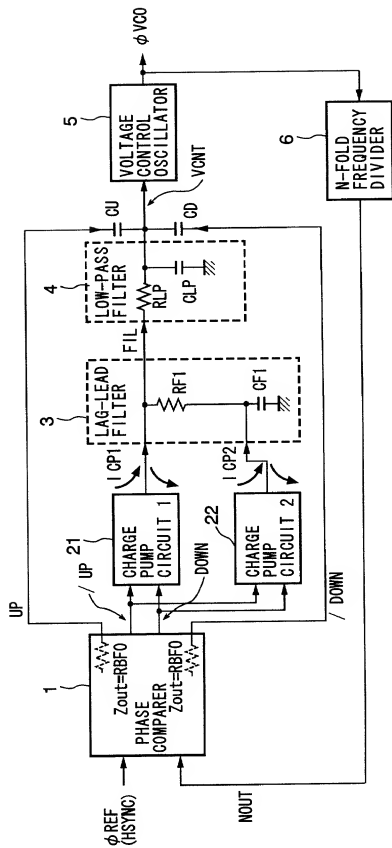 φREF
(HSYNC)
NOUT
1
Zout=RBFO
Zout=RBFO
PHASE
COMPARER
UP
/UP
DOWN
/DOWN
21
CHARGE
PUMP
CIRCUIT 1
22
CHARGE
PUMP
CIRCUIT 2
ICP1
ICP2
3
LAG-LEAD
FILTER
RF1
CF1
FIL
4
LOW-PASS
FILTER
RLP
CLP
CU
CD
VCNT
5
VOLTAGE
CONTROL
OSCILLATOR
φVCO
6
N-FOLD
FREQUENCY
DIVIDER